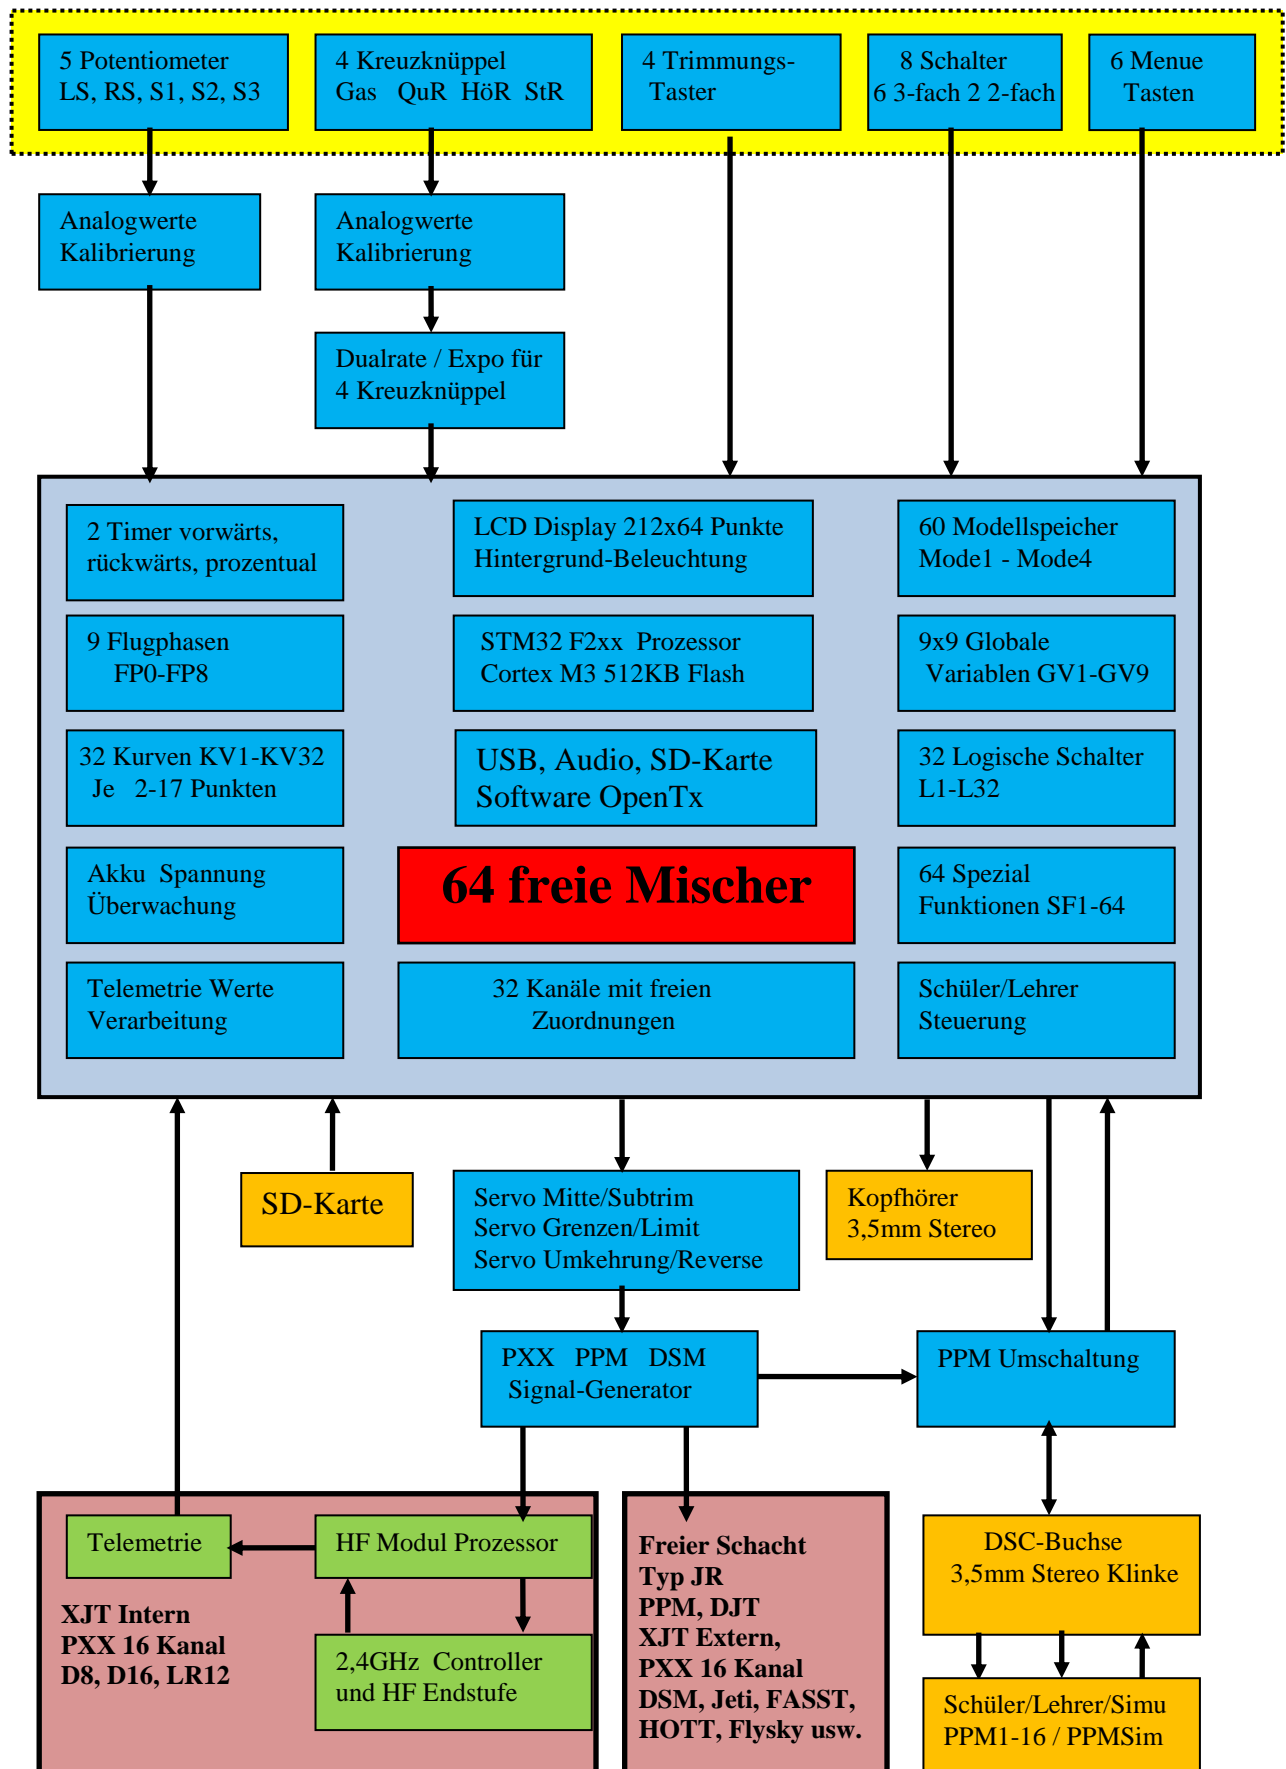 5 Potentiometer
LS, RS, S1, S2, S3
4 Kreuzknüppel
Gas QuR HöR StR
4 Trimmungs-
Taster
8 Schalter
6 3-fach 2 2-fach
6 Menue
Tasten
Analogwerte
Kalibrierung
Analogwerte
Kalibrierung
Dualrate / Expo für
4 Kreuzknüppel
2 Timer vorwärts,
rückwärts, prozentual
LCD Display 212x64 Punkte
Hintergrund-Beleuchtung
60 Modellspeicher
Mode1 - Mode4
9 Flugphasen
FP0-FP8
STM32 F2xx Prozessor
Cortex M3 512KB Flash
9x9 Globale
Variablen GV1-GV9
32 Kurven KV1-KV32
Je 2-17 Punkten
USB, Audio, SD-Karte
Software OpenTx
32 Logische Schalter
L1-L32
Akku Spannung
Überwachung
64 freie Mischer
64 Spezial
Funktionen SF1-64
Telemetrie Werte
Verarbeitung
32 Kanäle mit freien
Zuordnungen
Schüler/Lehrer
Steuerung
SD-Karte
Servo Mitte/Subtrim
Servo Grenzen/Limit
Servo Umkehrung/Reverse
Kopfhörer
3,5mm Stereo
PXX PPM DSM
Signal-Generator
PPM Umschaltung
Telemetrie
HF Modul Prozessor
XJT Intern
PXX 16 Kanal
D8, D16, LR12
2,4GHz Controller
und HF Endstufe
Freier Schacht
Typ JR
PPM, DJT
XJT Extern,
PXX 16 Kanal
DSM, Jeti, FASST,
HOTT, Flysky usw.
DSC-Buchse
3,5mm Stereo Klinke
Schüler/Lehrer/Simu
PPM1-16 / PPMSim